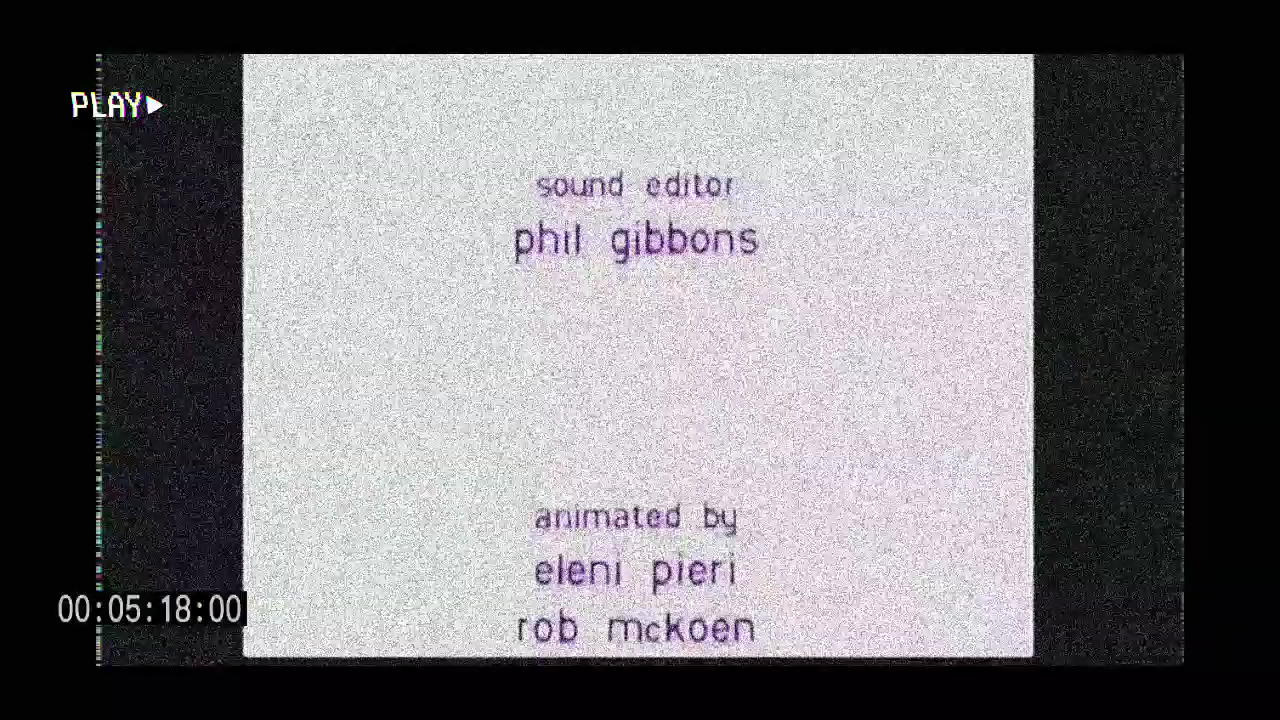 PLAY▶
sound editor
phil gibbons
animated by
eleni pieri
rob mckoen
00:05:18:00